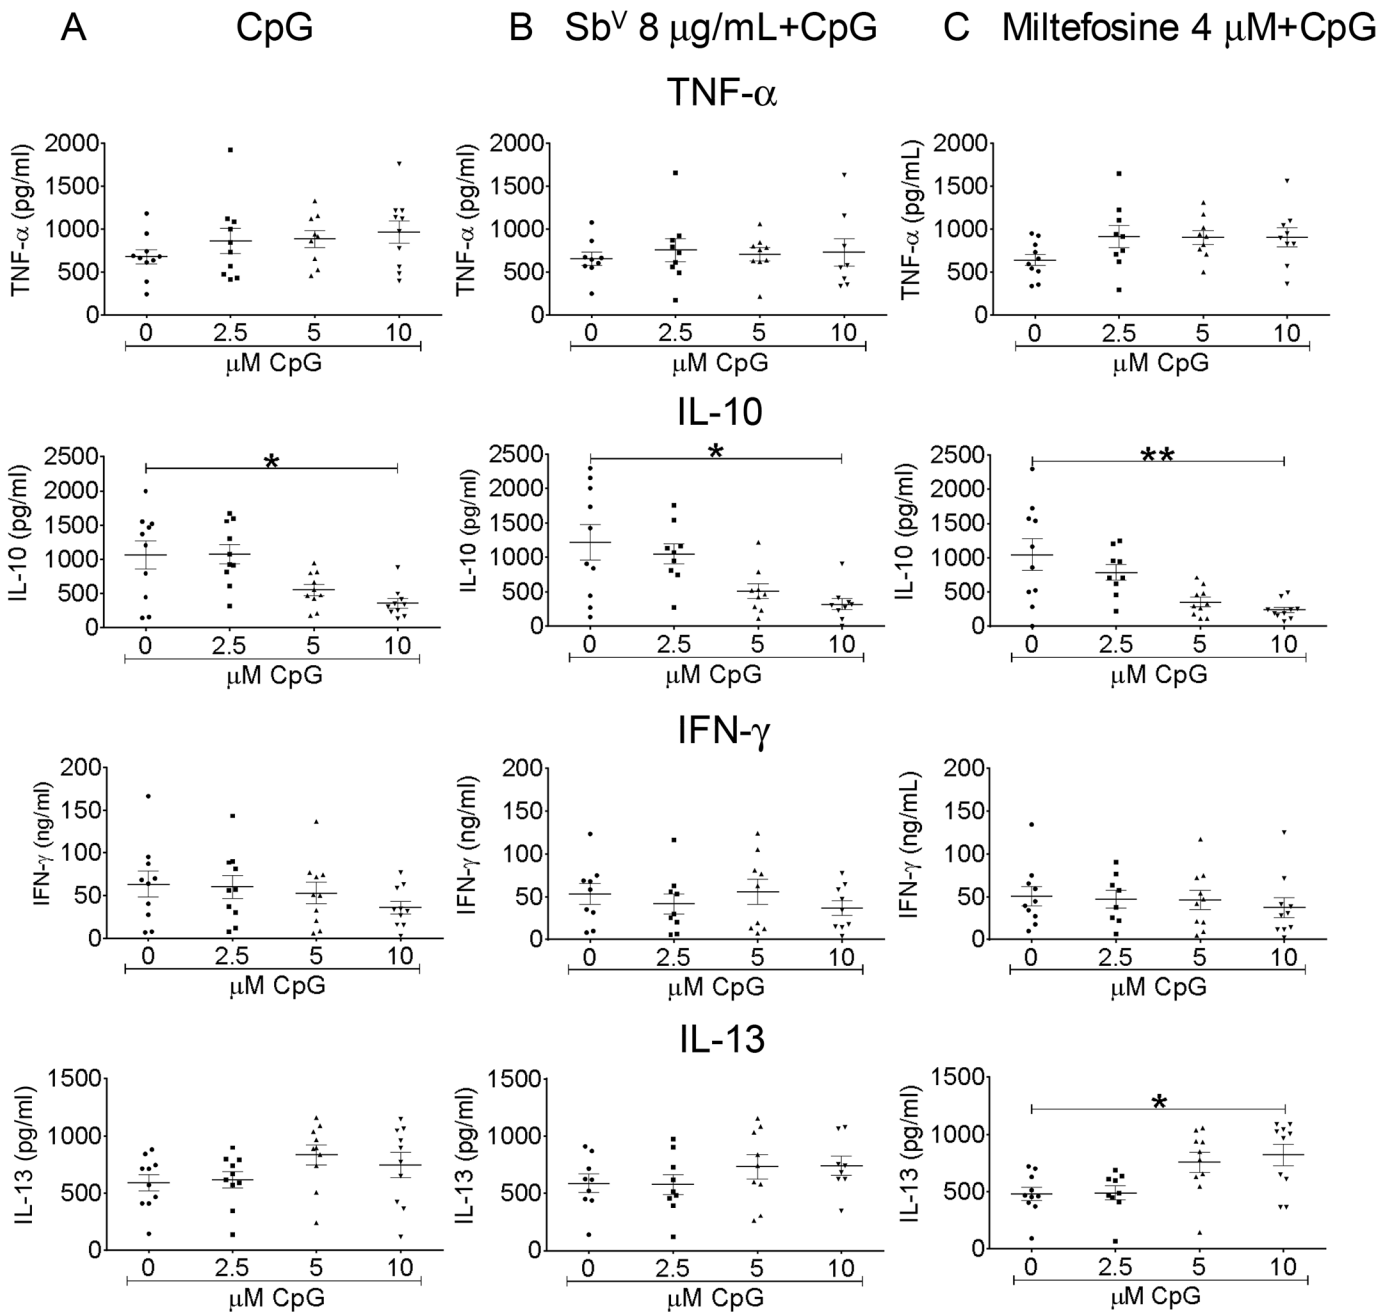 A CpG B Sbⱽ 8 μg/mL+CpG C Miltefosine 4 μM+CpG
TNF-α
TNF-α (pg/ml)
2000
1500
1000
500
0
0 2.5 5 10
μM CpG
TNF-α (pg/ml)
2000
1500
1000
500
0
0 2.5 5 10
μM CpG
TNF-α (pg/mL)
2000
1500
1000
500
0
0 2.5 5 10
μM CpG
IL-10
IL-10 (pg/ml)
2500
2000
1500
1000
500
0
*
0 2.5 5 10
μM CpG
IL-10 (pg/ml)
2500
2000
1500
1000
500
0
*
0 2.5 5 10
μM CpG
IL-10 (pg/ml)
2500
2000
1500
1000
500
0
**
0 2.5 5 10
μM CpG
IFN-γ
IFN-γ (ng/ml)
200
150
100
50
0
0 2.5 5 10
μM CpG
IFN-γ (ng/ml)
200
150
100
50
0
0 2.5 5 10
μM CpG
IFN-γ (ng/mL)
200
150
100
50
0
0 2.5 5 10
μM CpG
IL-13
IL-13 (pg/ml)
1500
1000
500
0
0 2.5 5 10
μM CpG
IL-13 (pg/ml)
1500
1000
500
0
0 2.5 5 10
μM CpG
IL-13 (pg/ml)
1500
1000
500
0
*
0 2.5 5 10
μM CpG